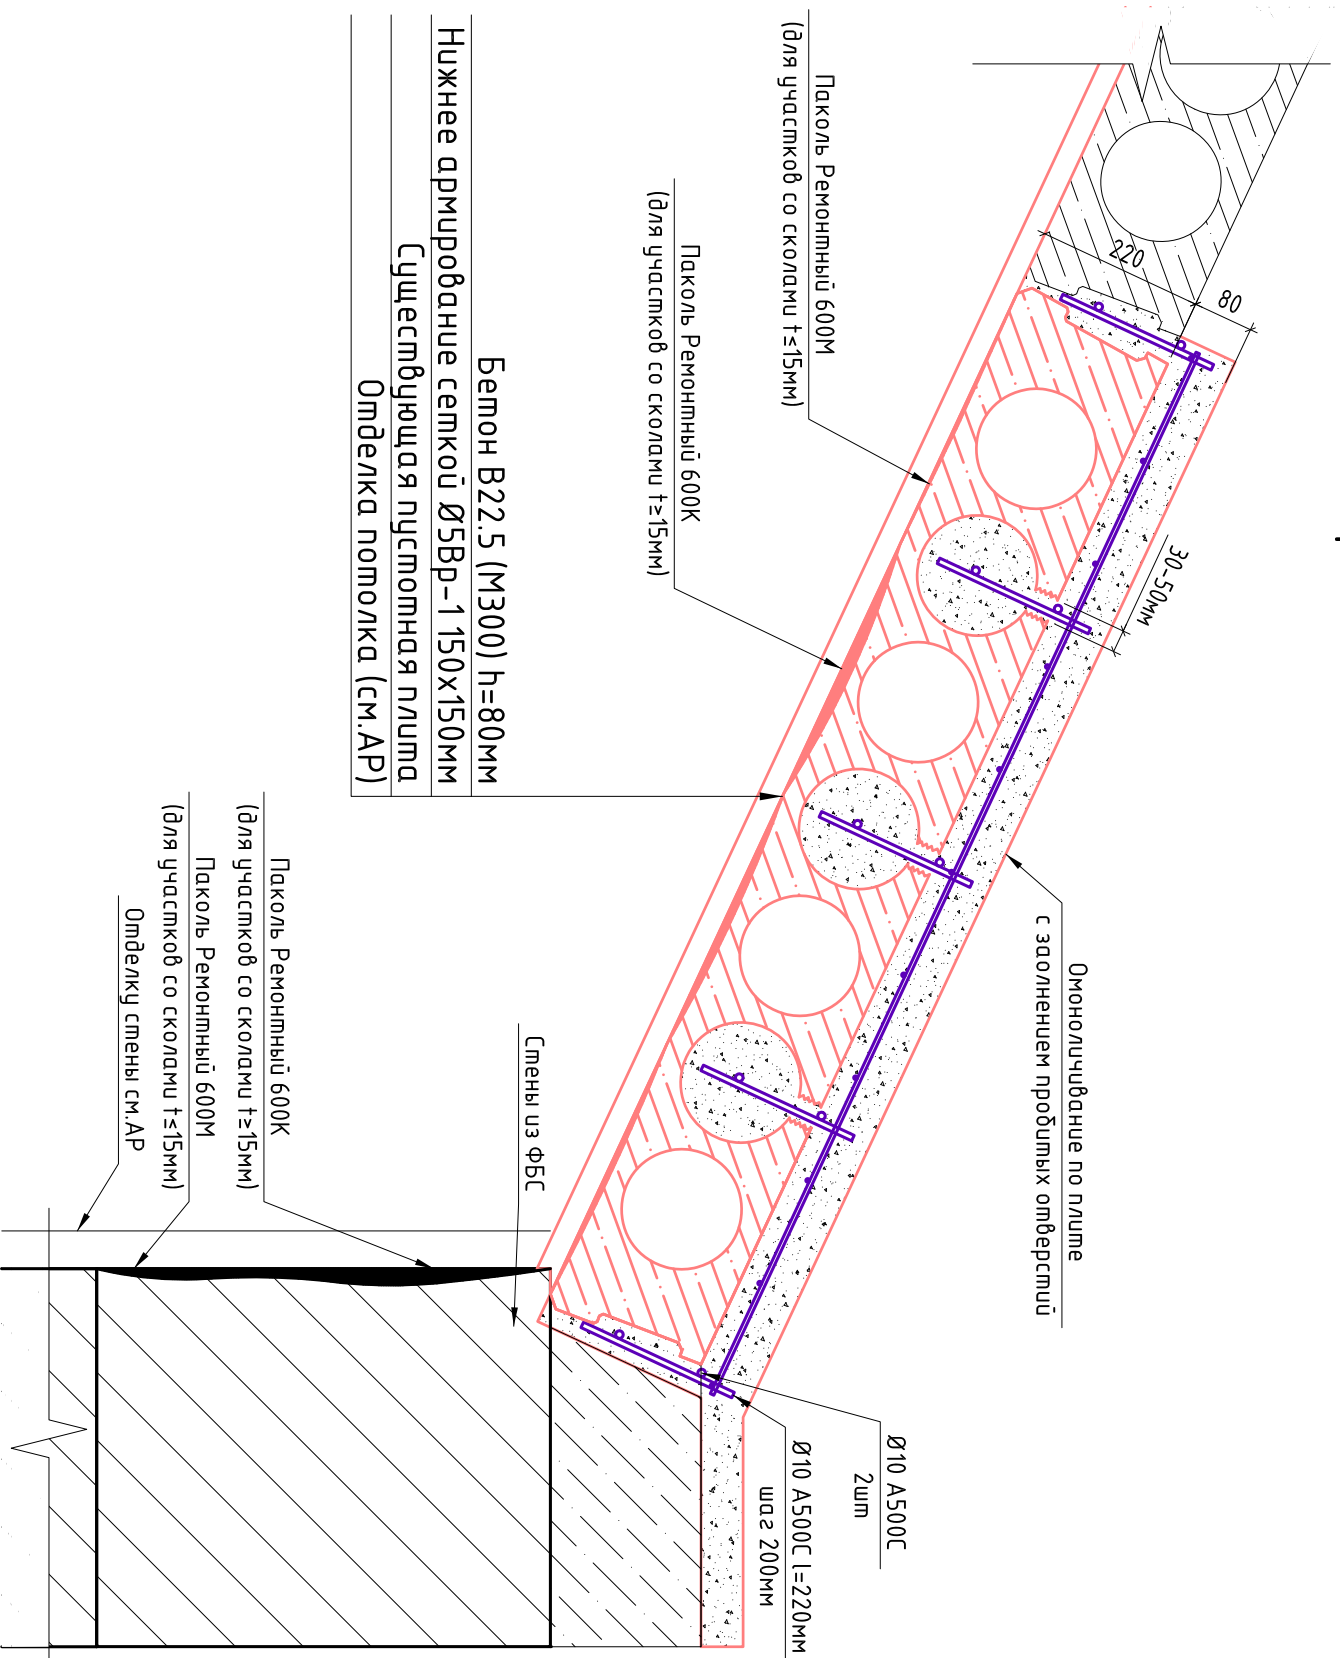 Паколь Ремонтный 600М
(для участков со сколами t≤15мм)
Паколь Ремонтный 600К
(для участков со сколами t≥15мм)
220
80
30-50мм
Бетон В22.5 (М300) h=80мм
Нижнее армирование сеткой Ø5Вр-1 150х150мм
Существующая пустотная плита
Отделка потолка (см.АР)
Омоноличивание по плите
с заолнением пробитых отверстий
Паколь Ремонтный 600К
(для участков со сколами t≥15мм)
Паколь Ремонтный 600М
(для участков со сколами t≤15мм)
Отделку стены см.АР
Стены из ФБС
Ø10 А500С
2шт
Ø10 А500С l=220мм
шаг 200мм